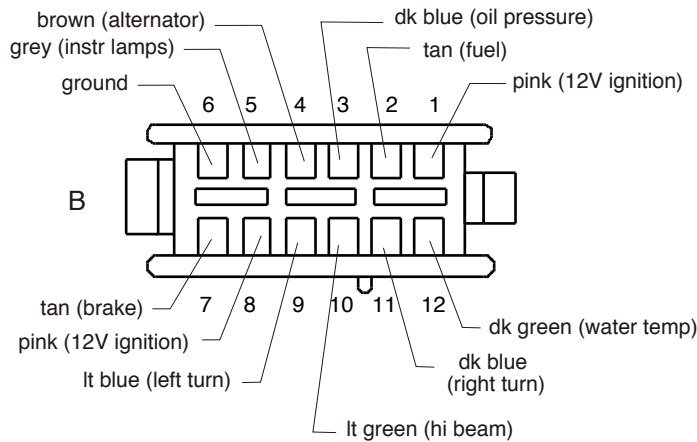 brown (alternator)
dk blue (oil pressure)
grey (instr lamps)
tan (fuel)
ground
pink (12V ignition)
6 5 4 3 2 1
B
7 8 9 10 11 12
tan (brake)
dk green (water temp)
pink (12V ignition)
dk blue
(right turn)
lt blue (left turn)
lt green (hi beam)